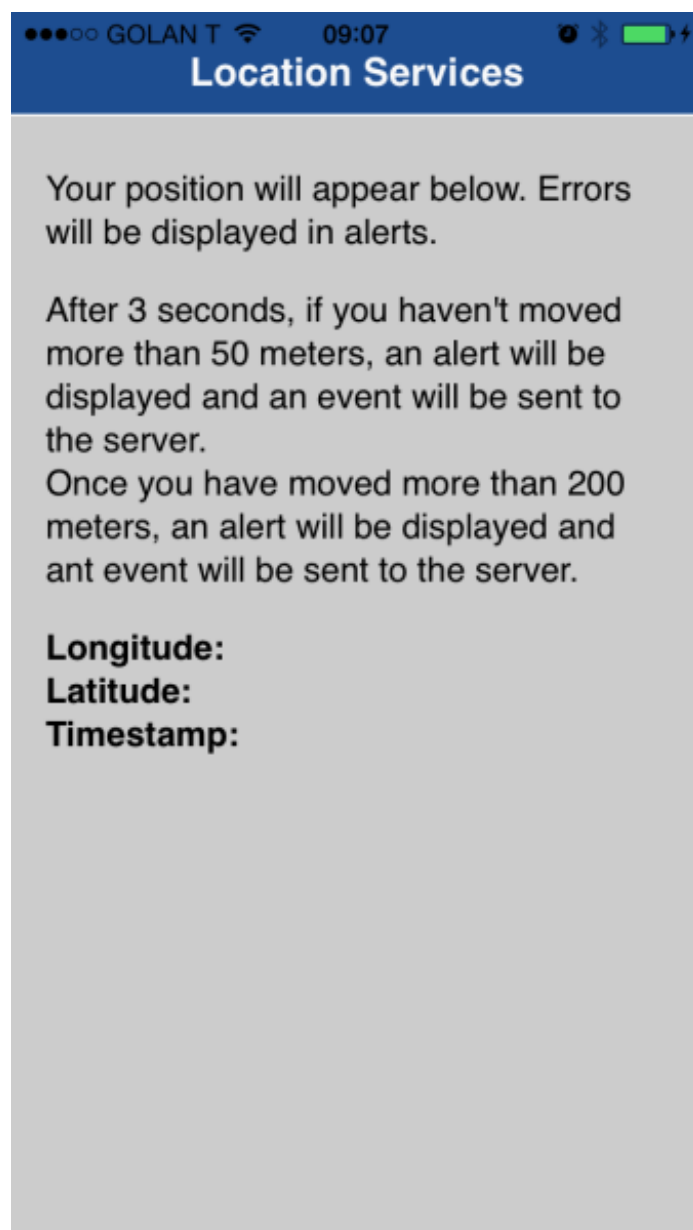 GOLAN T 09:07
Location Services
Your position will appear below. Errors
will be displayed in alerts.
After 3 seconds, if you haven't moved
more than 50 meters, an alert will be
displayed and an event will be sent to
the server.
Once you have moved more than 200
meters, an alert will be displayed and
ant event will be sent to the server.
Longitude:
Latitude:
Timestamp: